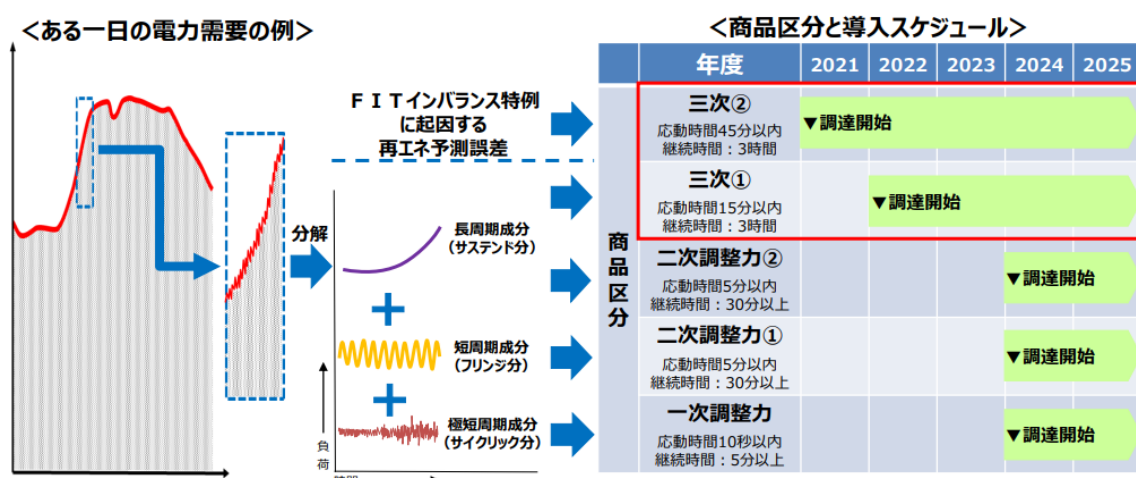 ＜ある一日の電力需要の例＞
ＦＩＴインバランス特例
に起因する
再エネ予測誤差
分解
長周期成分
（サステンド分）
短周期成分
（フリンジ分）
極短周期成分
（サイクリック分）
負
荷
時間
＜商品区分と導入スケジュール＞
年度 2021 2022 2023 2024 2025
商品区分
三次②
応動時間45分以内
継続時間：3時間
▼調達開始
三次①
応動時間15分以内
継続時間：3時間
▼調達開始
二次調整力②
応動時間5分以内
継続時間：30分以上
▼調達開始
二次調整力①
応動時間5分以内
継続時間：30分以上
▼調達開始
一次調整力
応動時間10秒以内
継続時間：5分以上
▼調達開始